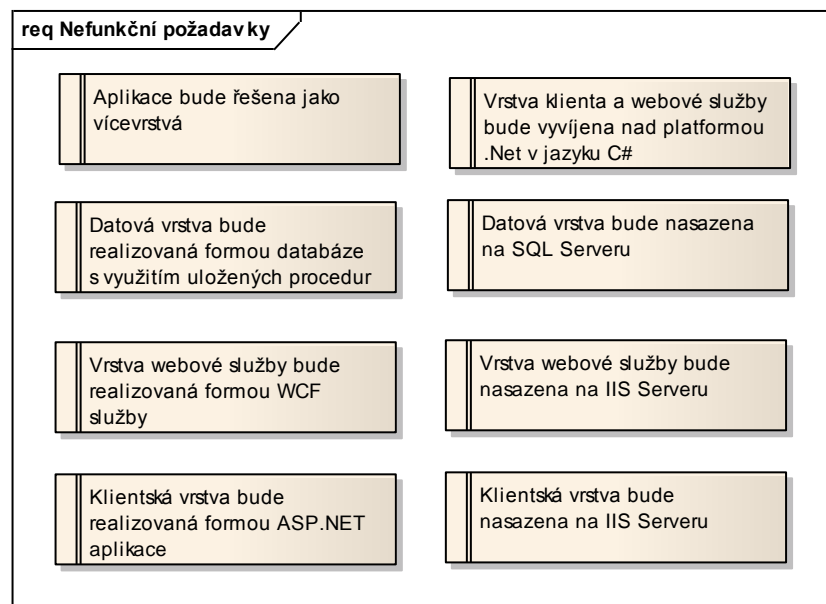 req Nefunkční požadavky
Aplikace bude řešena jako
vícevrstvá
Vrstva klienta a webové služby
bude vyvíjena nad platformou
.Net v jazyku C#
Datová vrstva bude
realizovaná formou databáze
s využitím uložených procedur
Datová vrstva bude nasazena
na SQL Serveru
Vrstva webové služby bude
realizovaná formou WCF
služby
Vrstva webové služby bude
nasazena na IIS Serveru
Klientská vrstva bude
realizovaná formou ASP.NET
aplikace
Klientská vrstva bude
nasazena na IIS Serveru